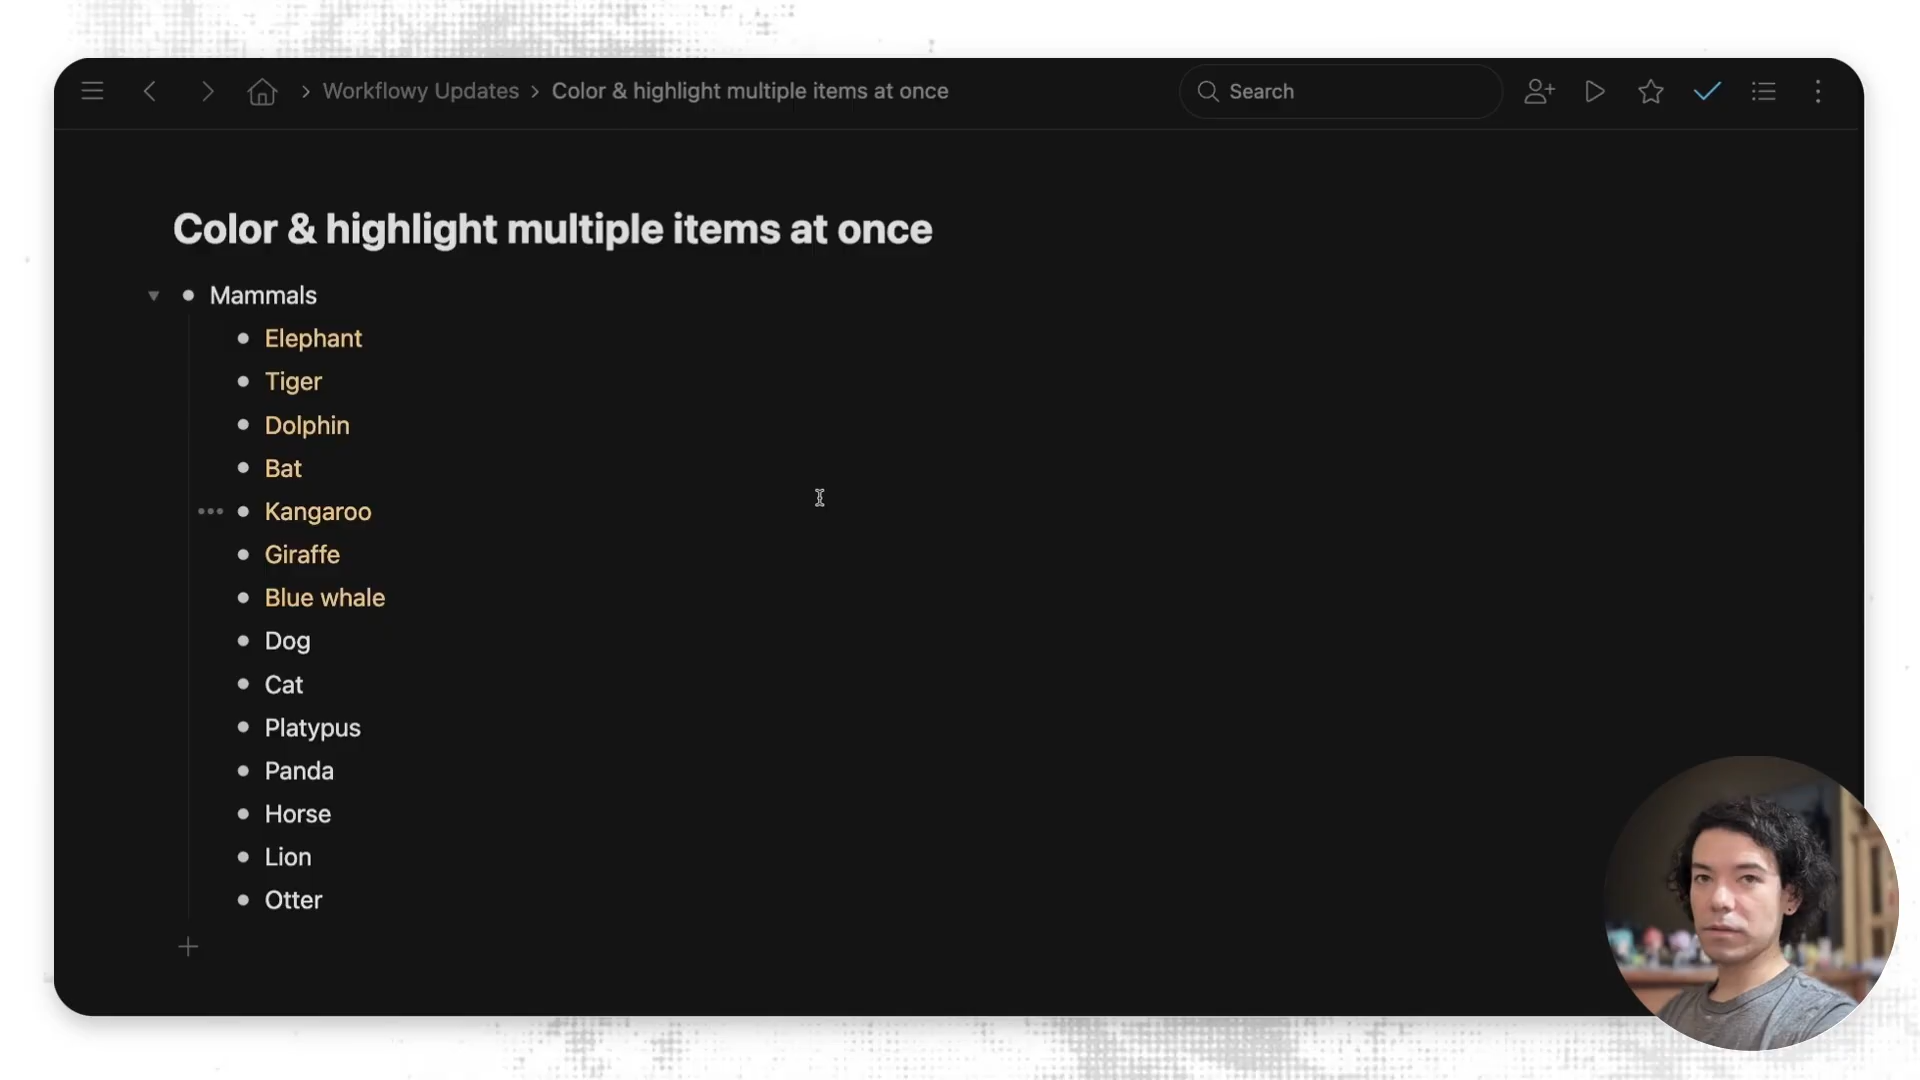 Workflowy Updates > Color & highlight multiple items at once
Search
Color & highlight multiple items at once
Mammals
Elephant
Tiger
Dolphin
Bat
Kangaroo
Giraffe
Blue whale
Dog
Cat
Platypus
Panda
Horse
Lion
Otter